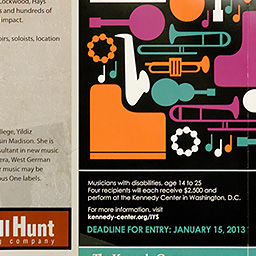 Lockwood, Hays
s and hundreds of
impact.
irs, soloists, location
llege, Yildiz
sin Madison. She is
sultant in new music
era, West German
r music may be
us One labels.
ll Hunt
g company
Musicians with disabilities, age 14 to 25
Four recipients will each receive $2,500 and
perform at the Kennedy Center in Washington, D.C.
For more information, visit
kennedy-center.org/IYS
DEADLINE FOR ENTRY: JANUARY 15, 2013